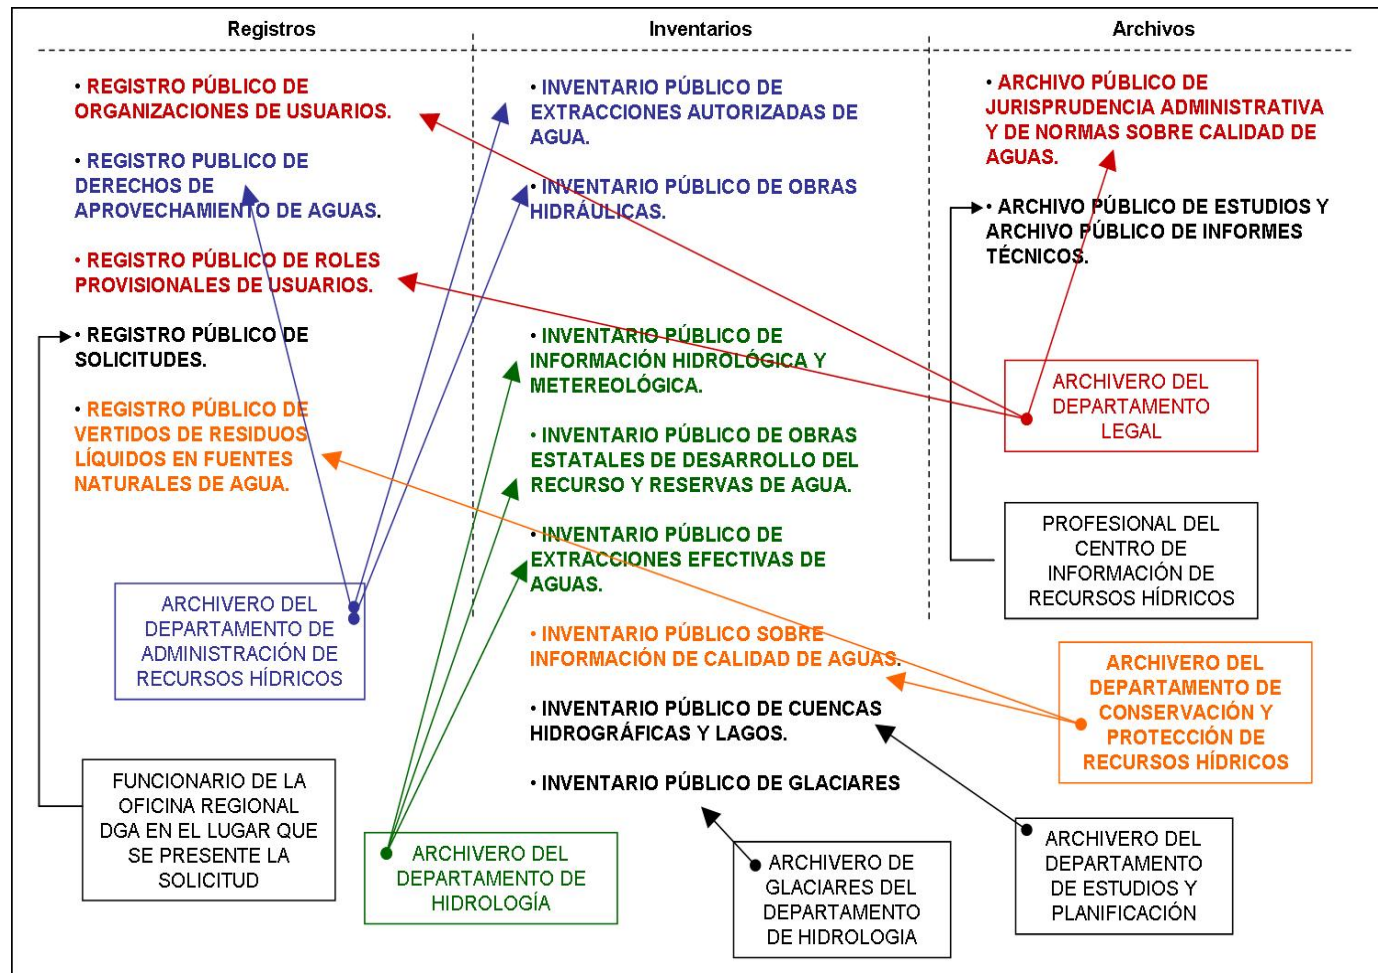 Registros
Inventarios
Archivos
• REGISTRO PÚBLICO DE
ORGANIZACIONES DE USUARIOS.
• REGISTRO PUBLICO DE
DERECHOS DE
APROVECHAMIENTO DE AGUAS.
• REGISTRO PÚBLICO DE ROLES
PROVISIONALES DE USUARIOS.
• REGISTRO PÚBLICO DE
SOLICITUDES.
• REGISTRO PÚBLICO DE
VERTIDOS DE RESIDUOS
LÍQUIDOS EN FUENTES
NATURALES DE AGUA.
ARCHIVERO DEL
DEPARTAMENTO DE
ADMINISTRACIÓN DE
RECURSOS HÍDRICOS
FUNCIONARIO DE LA
OFICINA REGIONAL
DGA EN EL LUGAR QUE
SE PRESENTE LA
SOLICITUD
• INVENTARIO PÚBLICO DE
EXTRACCIONES AUTORIZADAS DE
AGUA.
• INVENTARIO PÚBLICO DE OBRAS
HIDRÁULICAS.
• INVENTARIO PÚBLICO DE
INFORMACIÓN HIDROLÓGICA Y
METEREOLÓGICA.
• INVENTARIO PÚBLICO DE OBRAS
ESTATALES DE DESARROLLO DEL
RECURSO Y RESERVAS DE AGUA.
• INVENTARIO PÚBLICO DE
EXTRACCIONES EFECTIVAS DE
AGUAS.
• INVENTARIO PÚBLICO SOBRE
INFORMACIÓN DE CALIDAD DE AGUAS.
• INVENTARIO PÚBLICO DE CUENCAS
HIDROGRÁFICAS Y LAGOS.
• INVENTARIO PÚBLICO DE GLACIARES
ARCHIVERO DEL
DEPARTAMENTO DE
HIDROLOGÍA
ARCHIVERO DE
GLACIARES DEL
DEPARTAMENTO
DE HIDROLOGIA
• ARCHIVO PÚBLICO DE
JURISPRUDENCIA ADMINISTRATIVA
Y DE NORMAS SOBRE CALIDAD DE
AGUAS.
• ARCHIVO PÚBLICO DE ESTUDIOS Y
ARCHIVO PÚBLICO DE INFORMES
TÉCNICOS.
ARCHIVERO DEL
DEPARTAMENTO
LEGAL
PROFESIONAL DEL
CENTRO DE
INFORMACIÓN DE
RECURSOS HÍDRICOS
ARCHIVERO DEL
DEPARTAMENTO DE
CONSERVACIÓN Y
PROTECCIÓN DE
RECURSOS HÍDRICOS
ARCHIVERO DEL
DEPARTAMENTO
DE ESTUDIOS Y
PLANIFICACIÓN